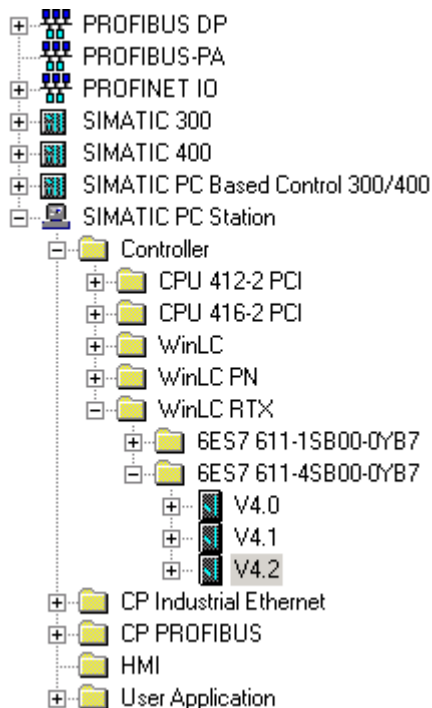 PROFIBUS DP
PROFIBUS-PA
PROFINET IO
SIMATIC 300
SIMATIC 400
SIMATIC PC Based Control 300/400
SIMATIC PC Station
Controller
CPU 412-2 PCI
CPU 416-2 PCI
WinLC
WinLC PN
WinLC RTX
6ES7 611-1SB00-0YB7
6ES7 611-4SB00-0YB7
V4.0
V4.1
V4.2
CP Industrial Ethernet
CP PROFIBUS
HMI
User Application